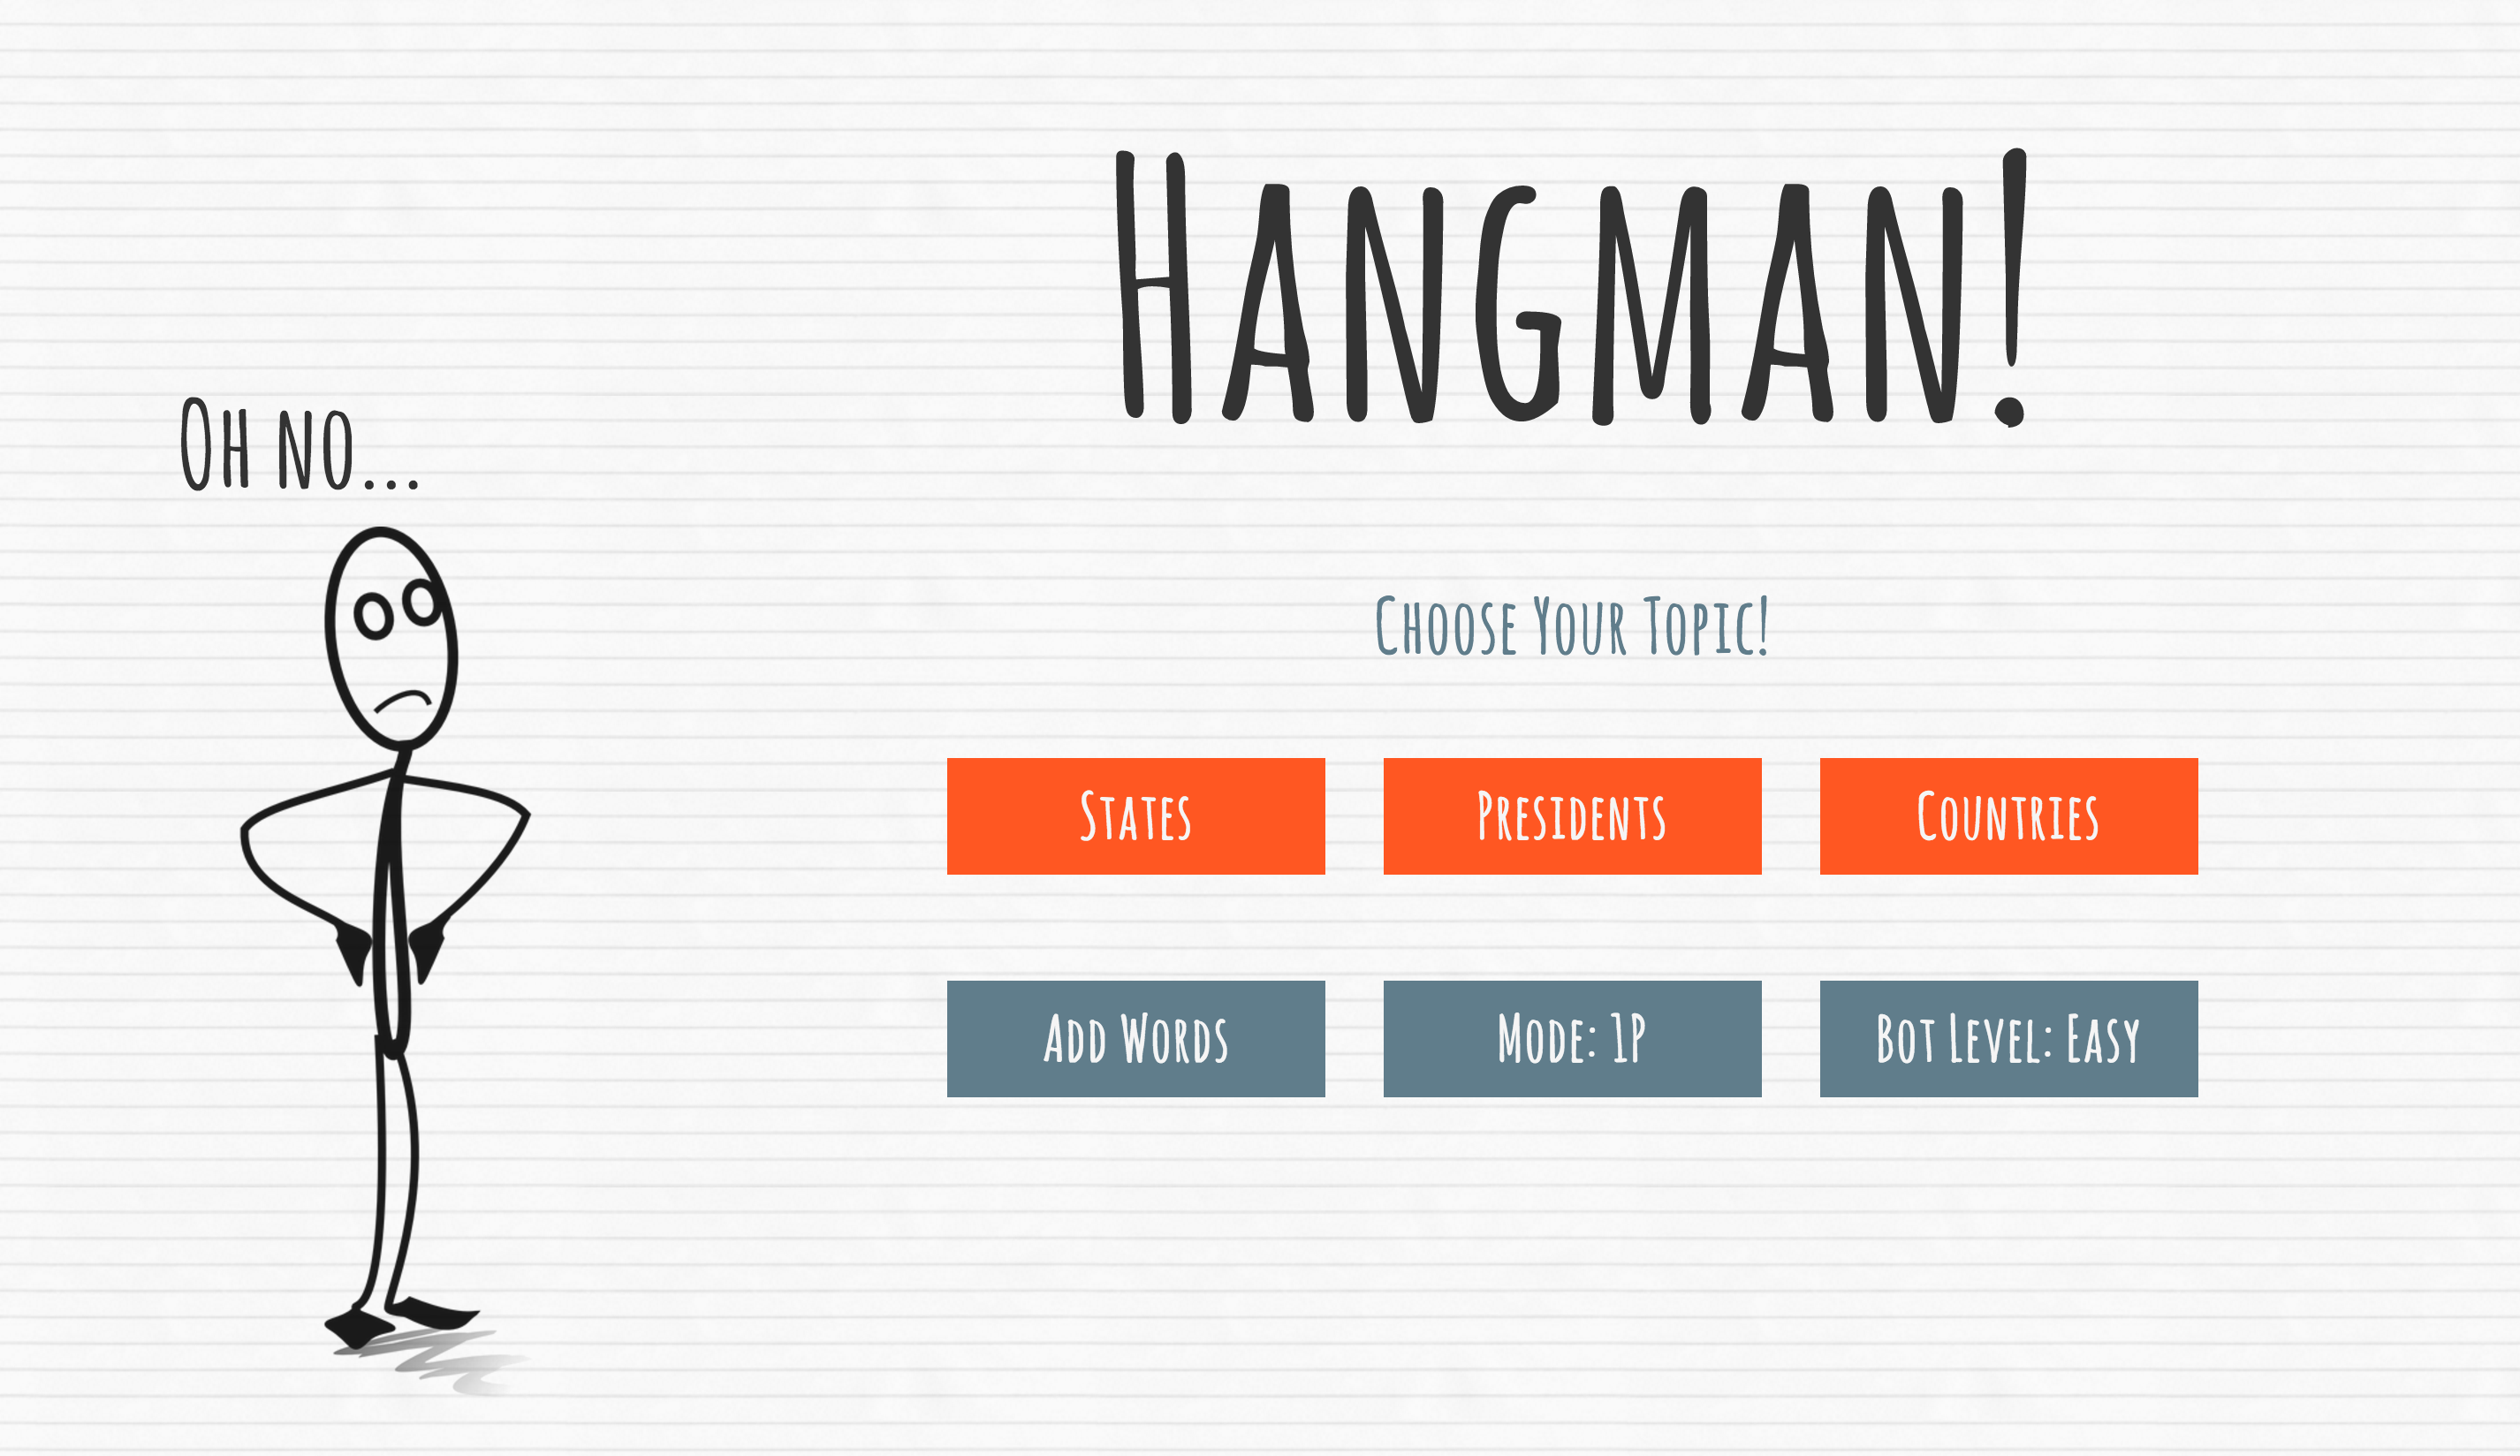 Hangman!
Oh no...
Choose Your Topic!
States
Presidents
Countries
Add Words
Mode: 1P
Bot Level: Easy